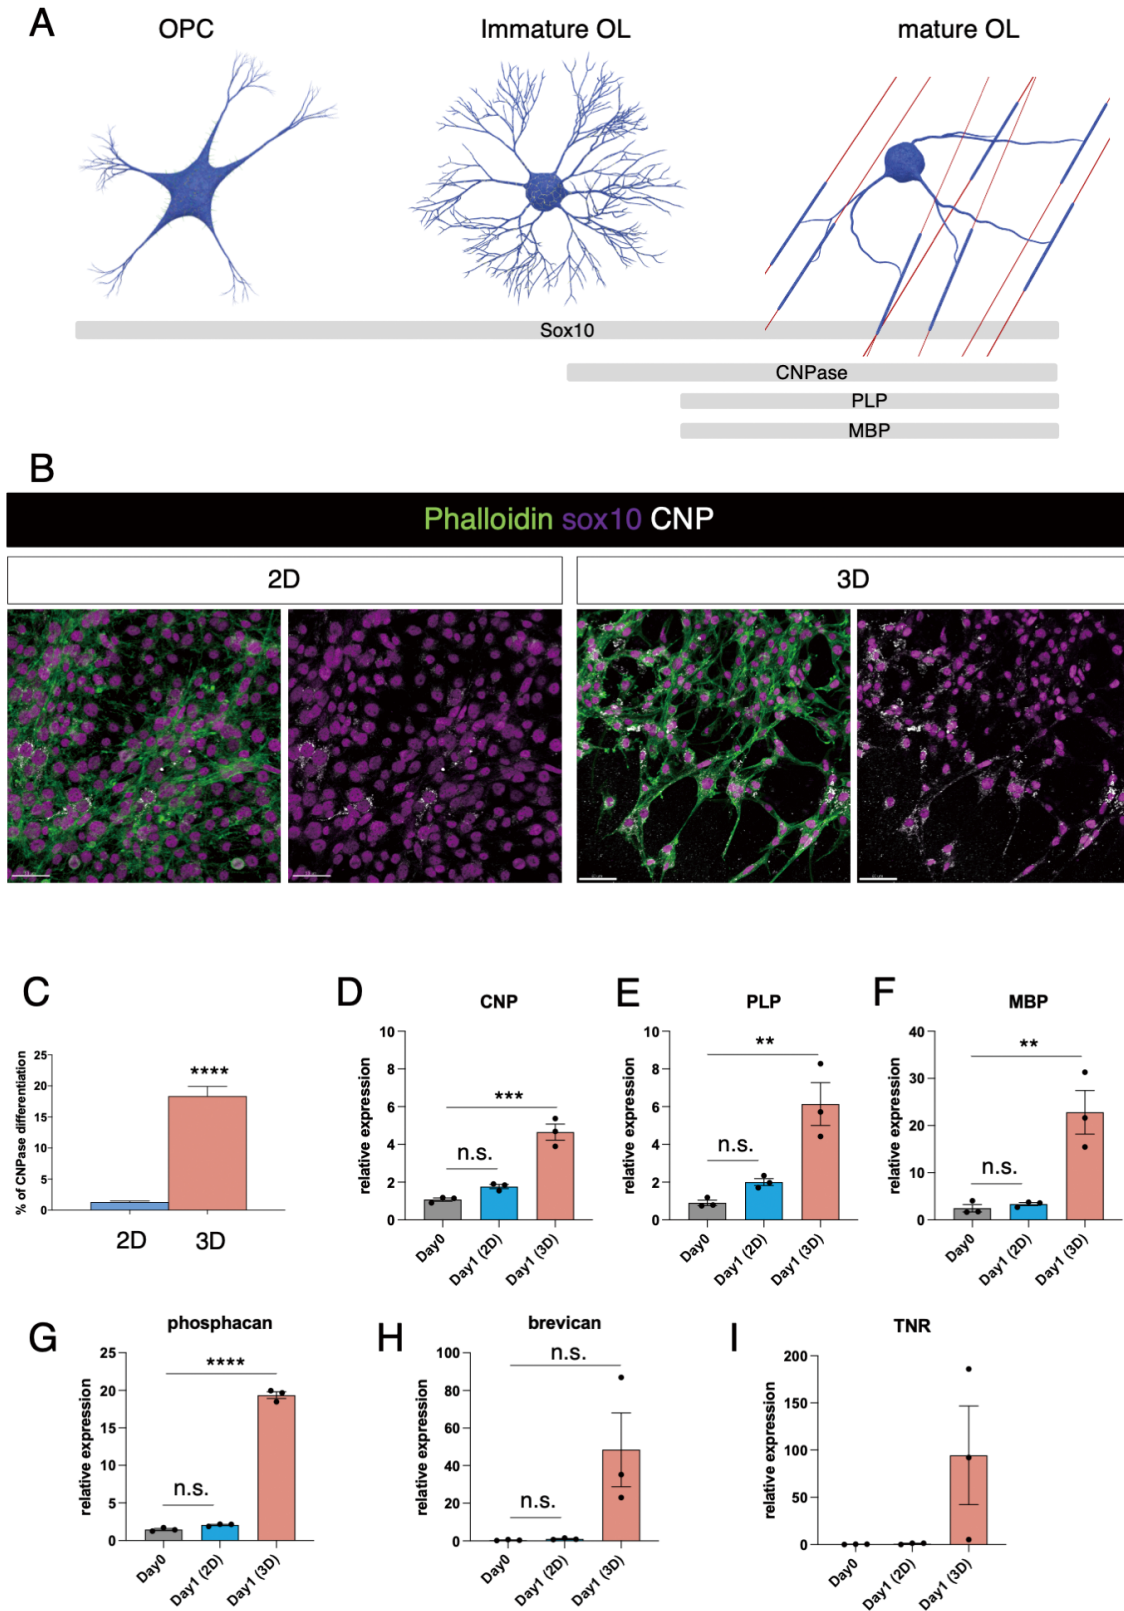 A
OPC
Immature OL
mature OL
Sox10
CNPase
PLP
MBP
B
Phalloidin sox10 CNP
2D
3D
C
% of CNPase differentiation
25
20
15
10
5
0
****
2D
3D
D
CNP
relative expression
10
8
6
4
2
0
***
n.s.
Day0
Day1 (2D)
Day1 (3D)
E
PLP
relative expression
10
8
6
4
2
0
**
n.s.
Day0
Day1 (2D)
Day1 (3D)
F
MBP
relative expression
40
30
20
10
0
**
n.s.
Day0
Day1 (2D)
Day1 (3D)
G
phosphacan
relative expression
25
20
15
10
5
0
****
n.s.
Day0
Day1 (2D)
Day1 (3D)
H
brevican
relative expression
100
80
60
40
20
0
n.s.
n.s.
Day0
Day1 (2D)
Day1 (3D)
I
TNR
relative expression
200
150
100
50
0
Day0
Day1 (2D)
Day1 (3D)